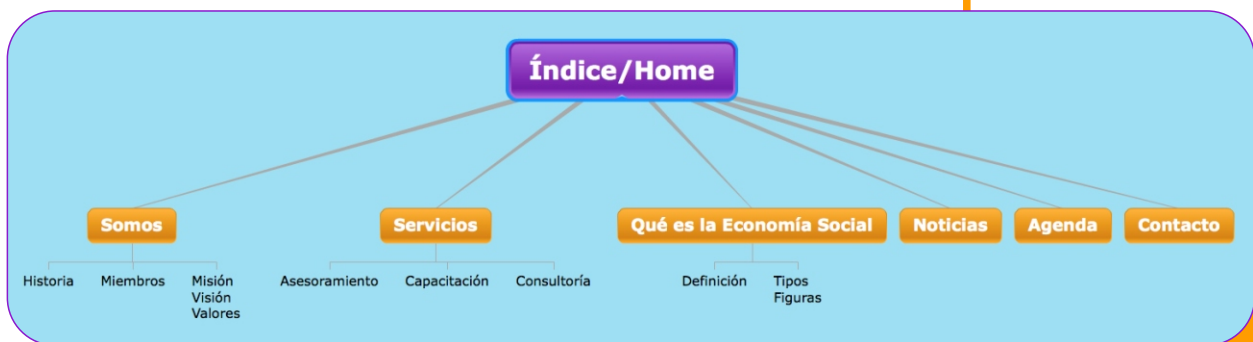 Índice/Home
Somos
Servicios
Qué es la Economía Social
Noticias
Agenda
Contacto
Historia
Miembros
Misión
Visión
Valores
Asesoramiento
Capacitación
Consultoría
Definición
Tipos
Figuras